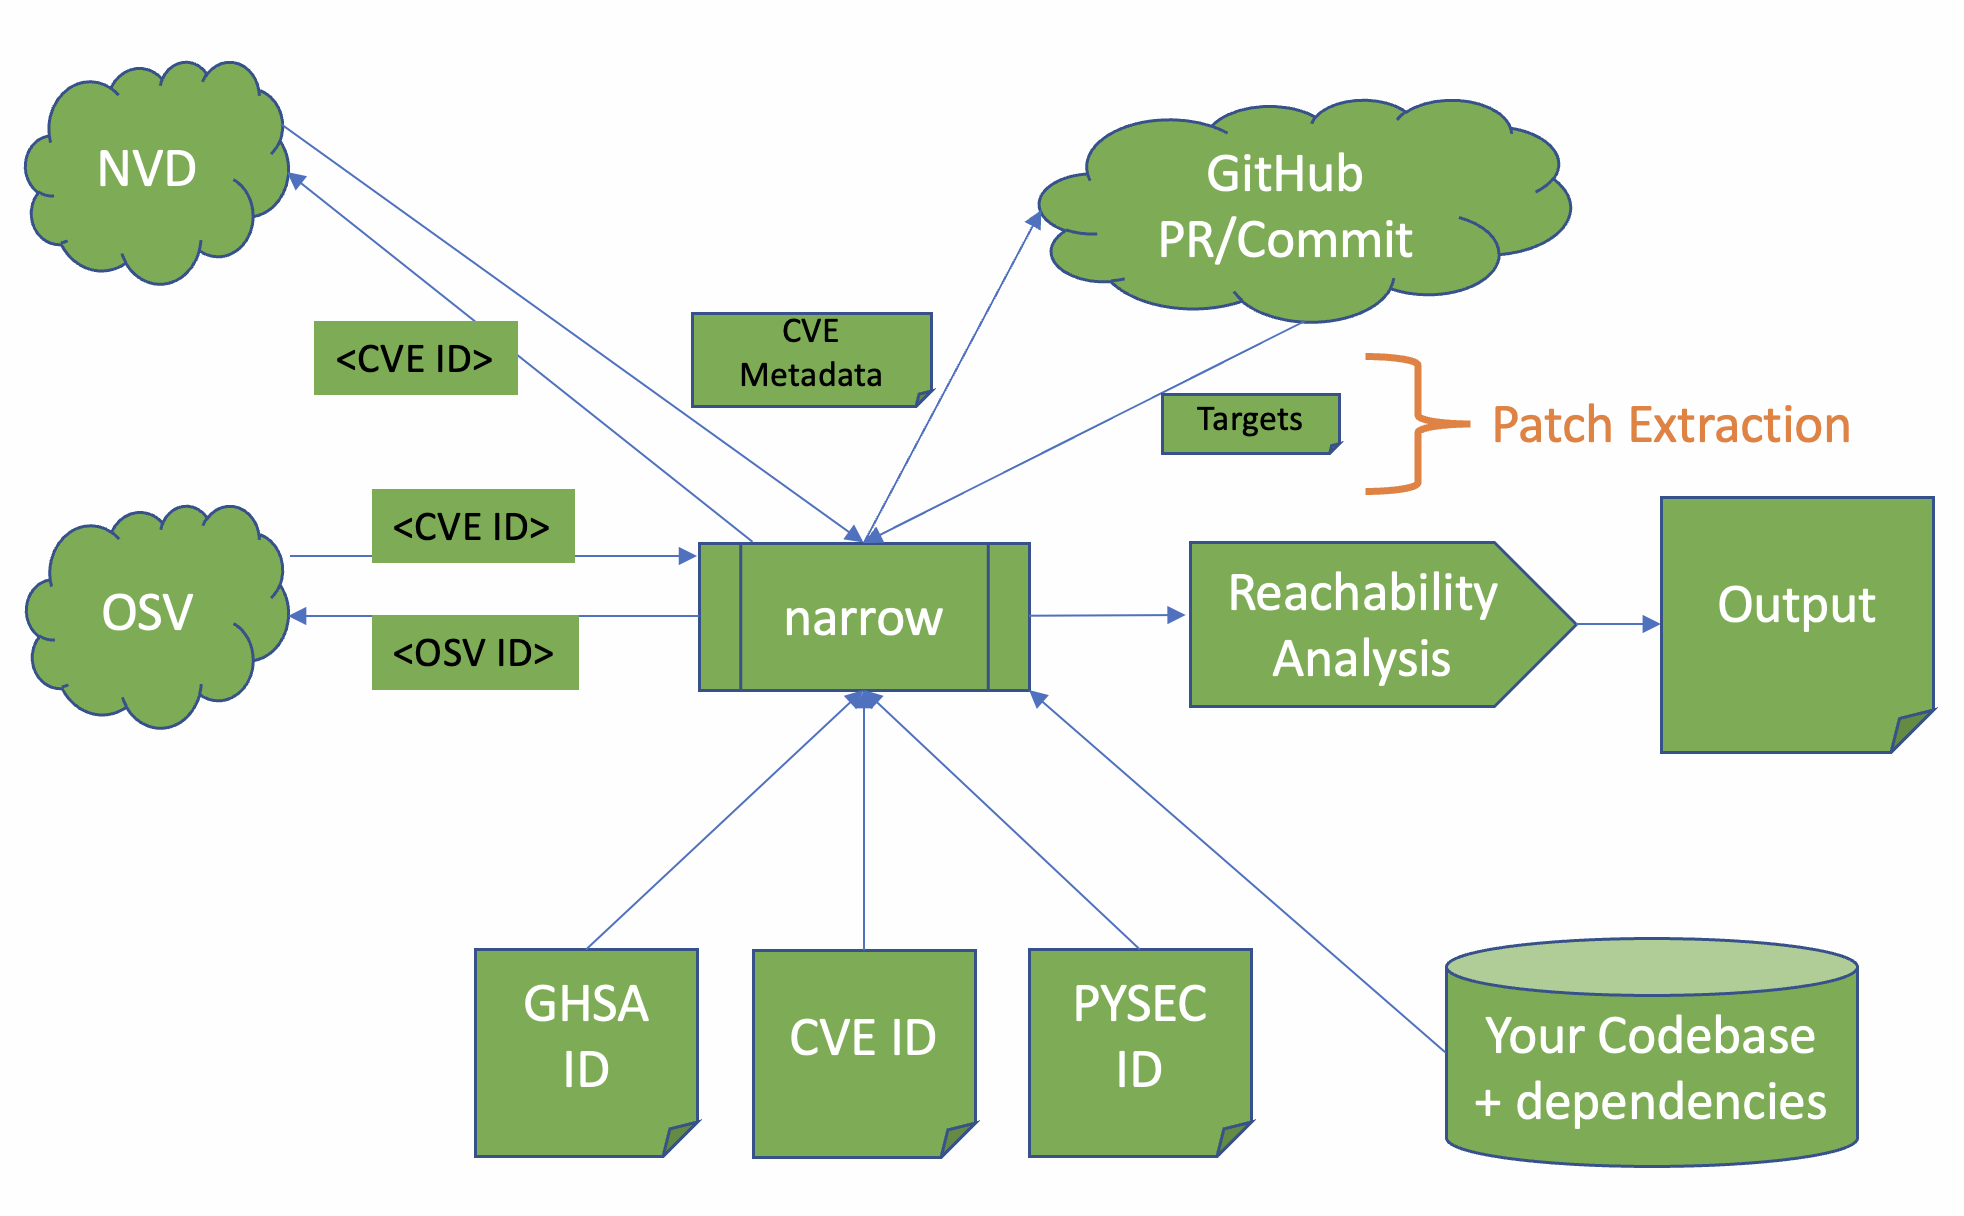 NVD
GitHub
PR/Commit
<CVE ID>
CVE
Metadata
Targets
Patch Extraction
<CVE ID>
OSV
<OSV ID>
narrow
Reachability
Analysis
Output
GHSA
ID
CVE ID
PYSEC
ID
Your Codebase
+ dependencies